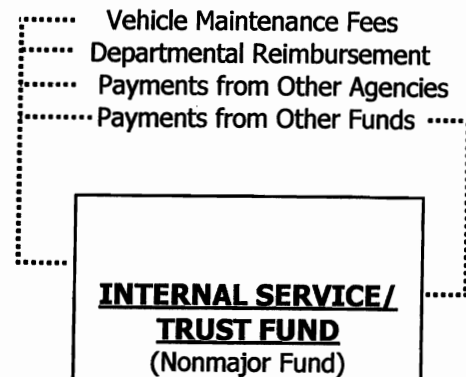 Vehicle Maintenance Fees
Departmental Reimbursement
Payments from Other Agencies
Payments from Other Funds
INTERNAL SERVICE/
TRUST FUND
(Nonmajor Fund)